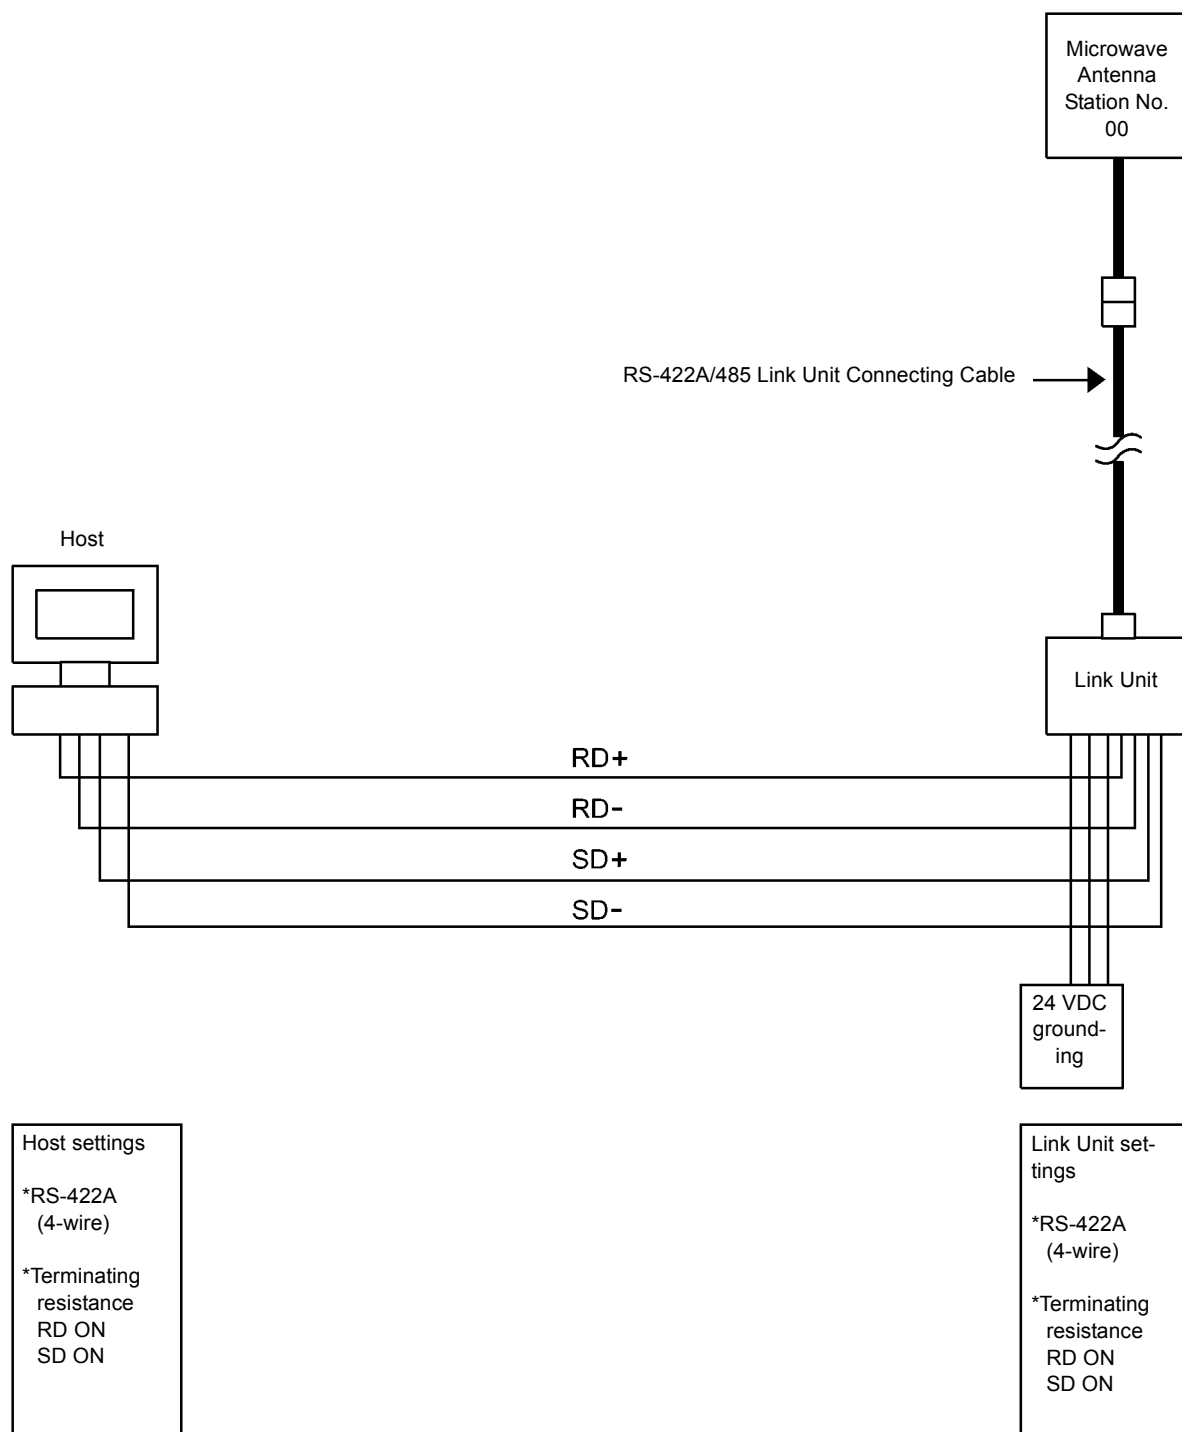 Microwave
Antenna
Station No.
00
RS-422A/485 Link Unit Connecting Cable
Host
Link Unit
RD+
RD-
SD+
SD-
24 VDC
ground-
ing
Host settings
*RS-422A
(4-wire)
*Terminating
resistance
RD ON
SD ON
Link Unit set-
tings
*RS-422A
(4-wire)
*Terminating
resistance
RD ON
SD ON